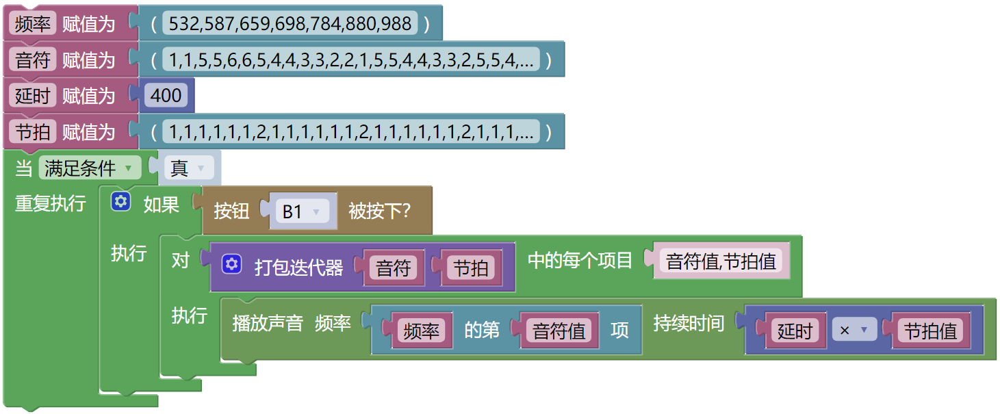 频率 赋值为 ( 532,587,659,698,784,880,988 )
音符 赋值为 ( 1,1,5,5,6,6,5,4,4,3,3,2,2,1,5,5,4,4,3,3,2,5,5,4,... )
延时 赋值为 400
节拍 赋值为 ( 1,1,1,1,1,1,2,1,1,1,1,1,1,2,1,1,1,1,1,1,2,1,1,1,... )
当 满足条件 真
重复执行 如果 按钮 B1 被按下?
执行 对 打包迭代器 音符 节拍 中的每个项目 音符值,节拍值
执行 播放声音 频率 频率 的第 音符值 项 持续时间 延时 × 节拍值